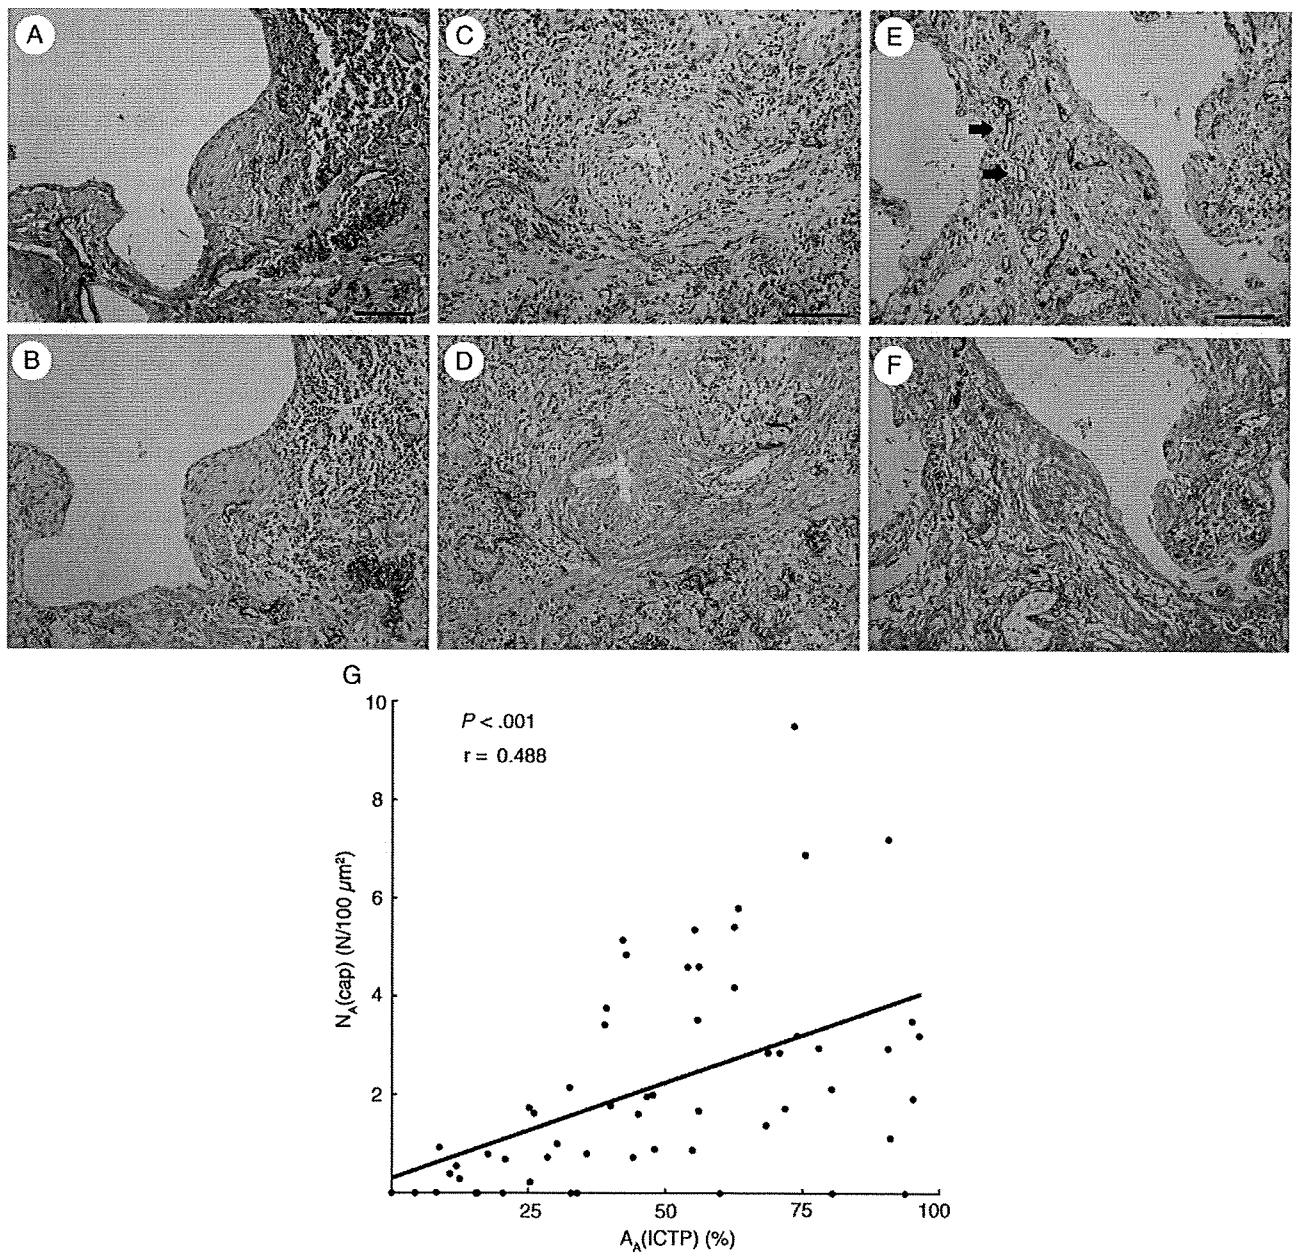 A
C
E
B
D
F
G
P < .001
r = 0.488
10
8
6
4
2
N_A(cap) (N/100 µm²)
25
50
75
100
A_A(ICTP) (%)